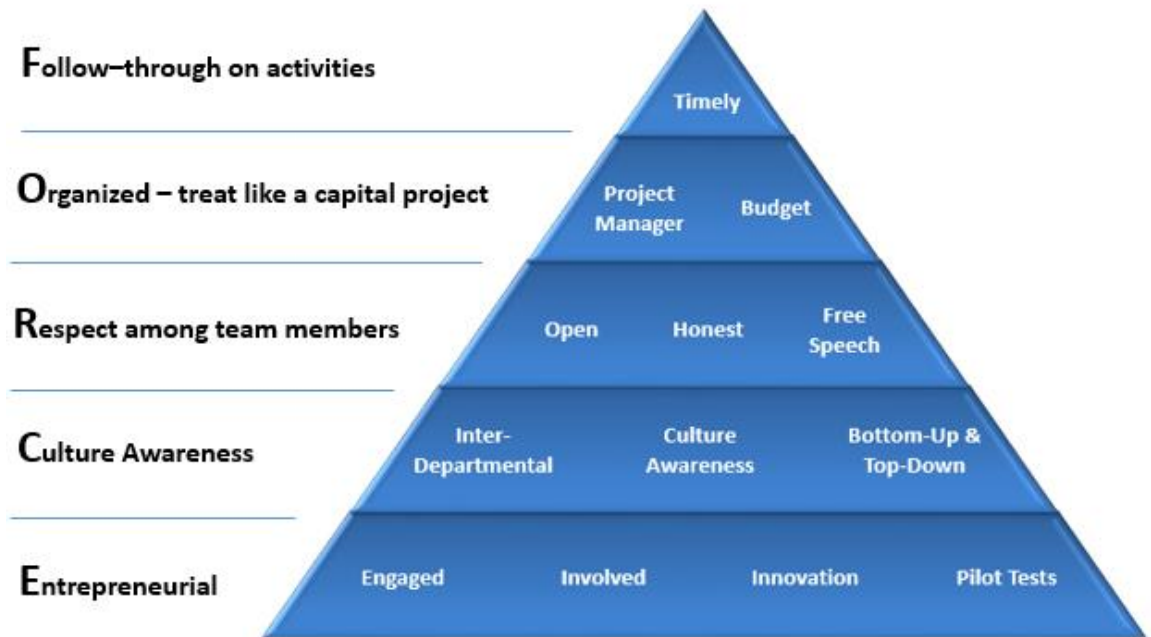 Follow–through on activities
Timely
Organized – treat like a capital project
Project
Manager
Budget
Respect among team members
Open
Honest
Free
Speech
Culture Awareness
Inter-
Departmental
Culture
Awareness
Bottom-Up &
Top-Down
Entrepreneurial
Engaged
Involved
Innovation
Pilot Tests